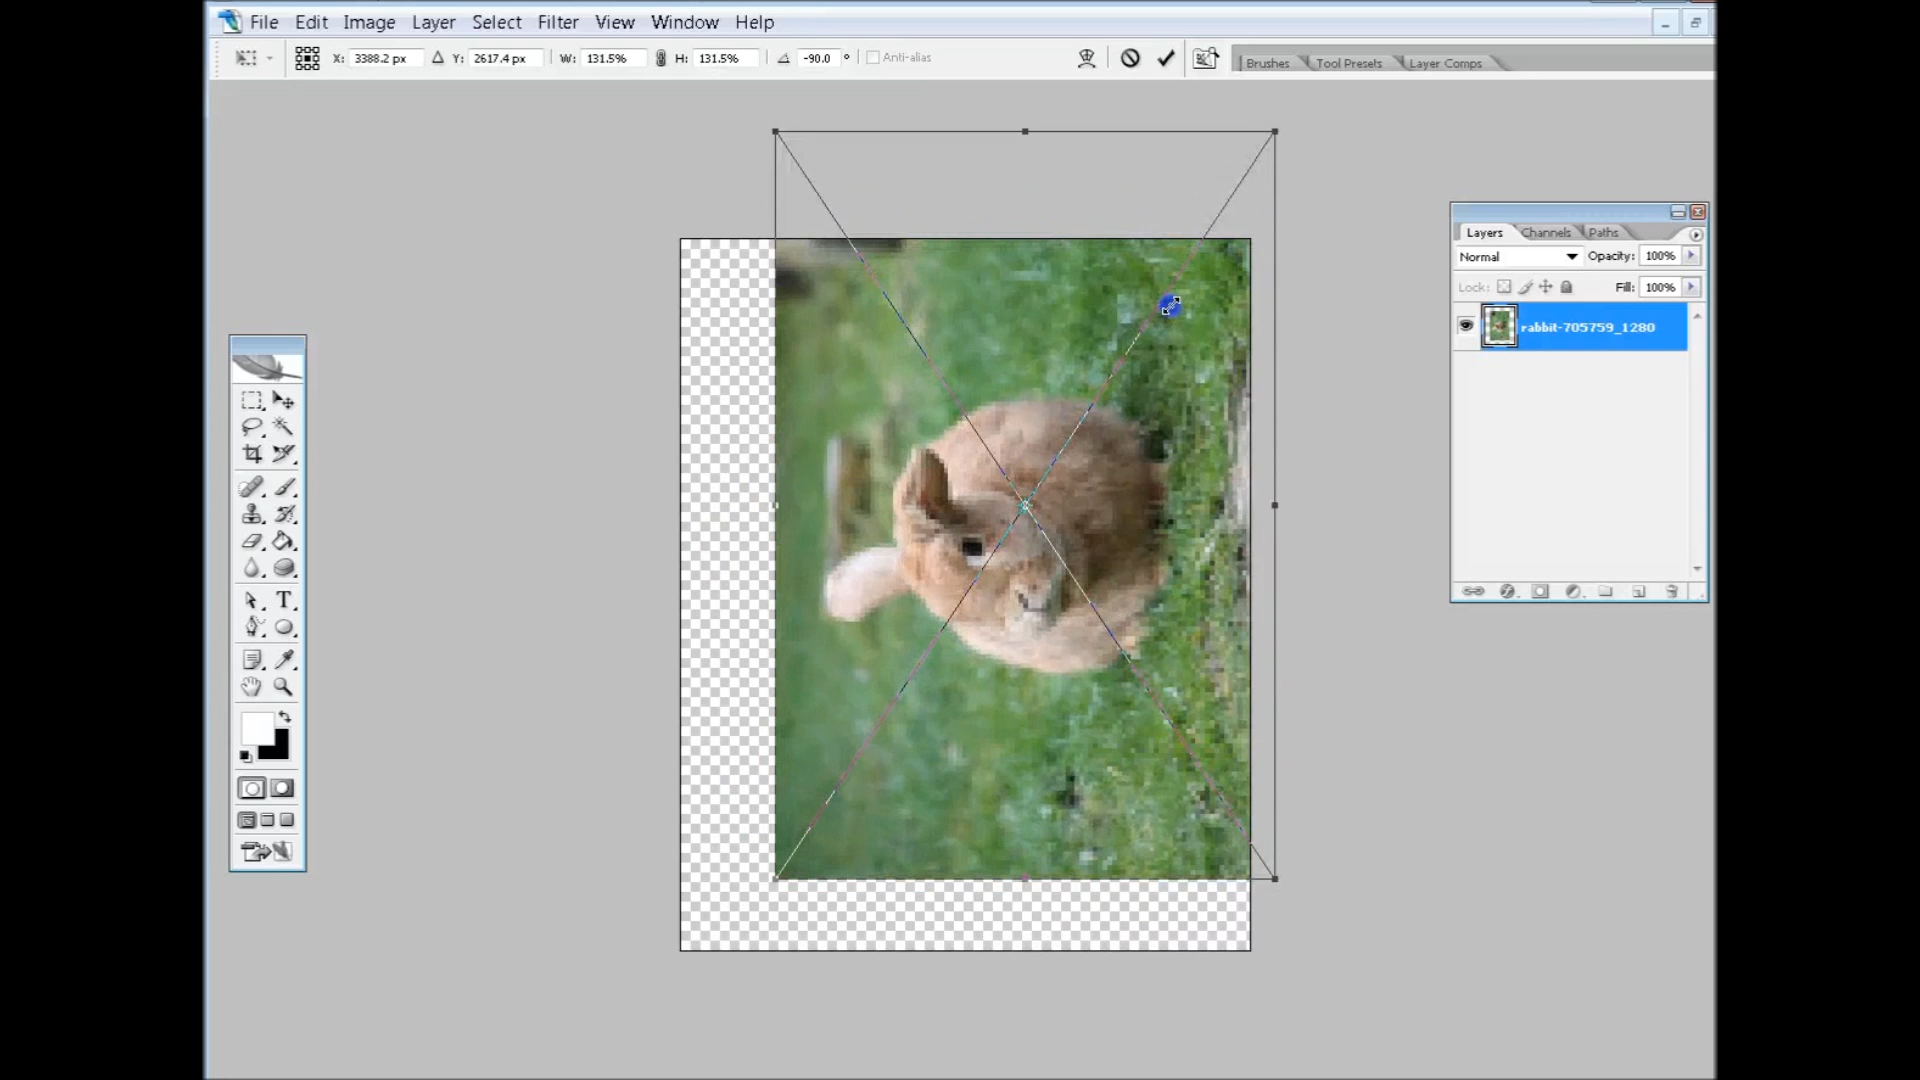 File Edit Image Layer Select Filter View Window Help
X: 3388.2 px Δ Y: 2617.4 px W: 131.5% H: 131.5% -90.0 ° Anti-alias Brushes Tool Presets Layer Comps
Layers Channels Paths
Normal Opacity: 100%
Lock: Fill: 100%
rabbit-705759_1280
T